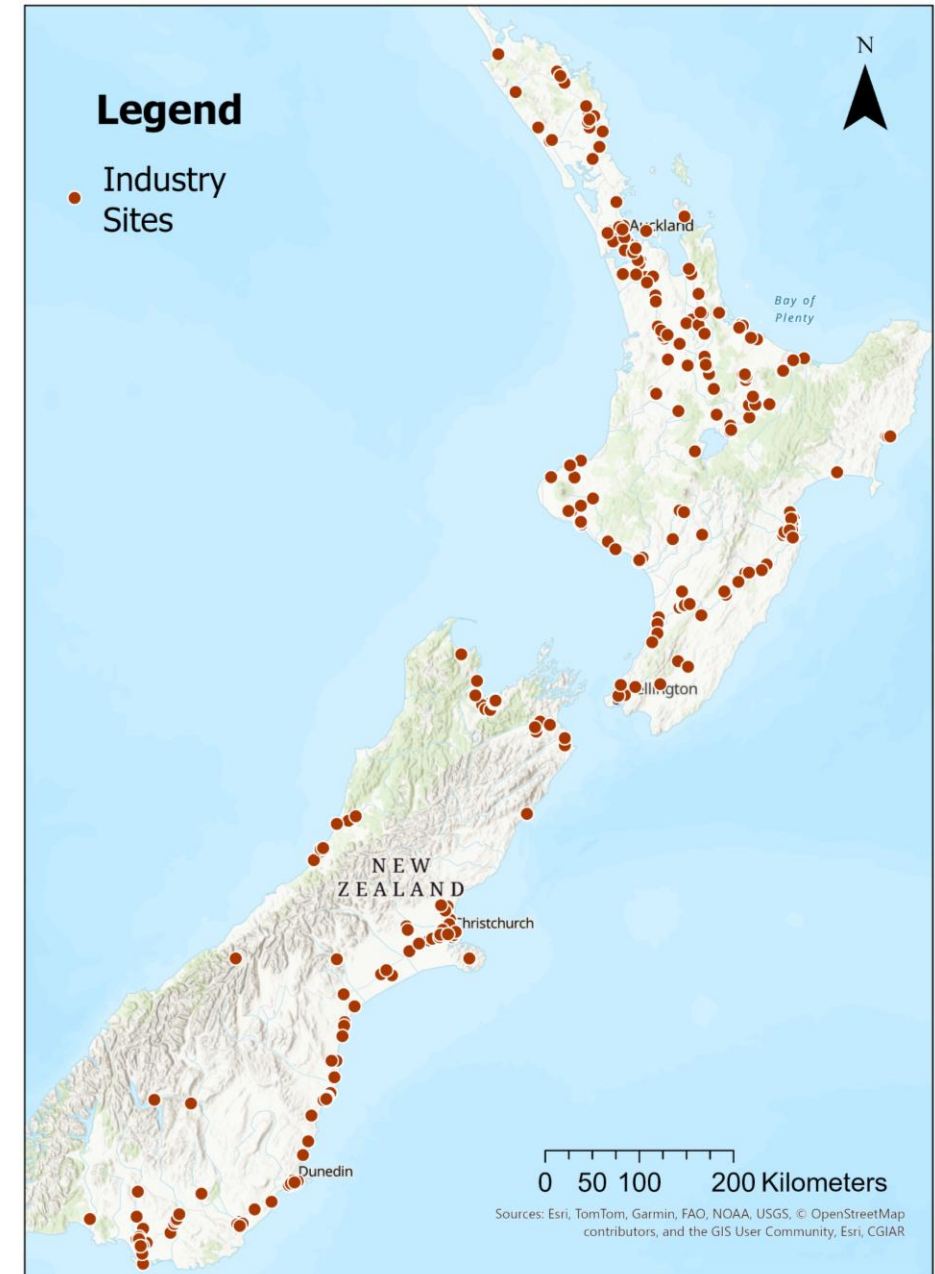 N
Legend
Industry
Sites
Auckland
Bay of
Plenty
ellington
NEW
ZEALAND
Christchurch
Dunedin
0 50 100 200 Kilometers
Sources: Esri, TomTom, Garmin, FAO, NOAA, USGS, © OpenStreetMap
contributors, and the GIS User Community, Esri, CGIAR